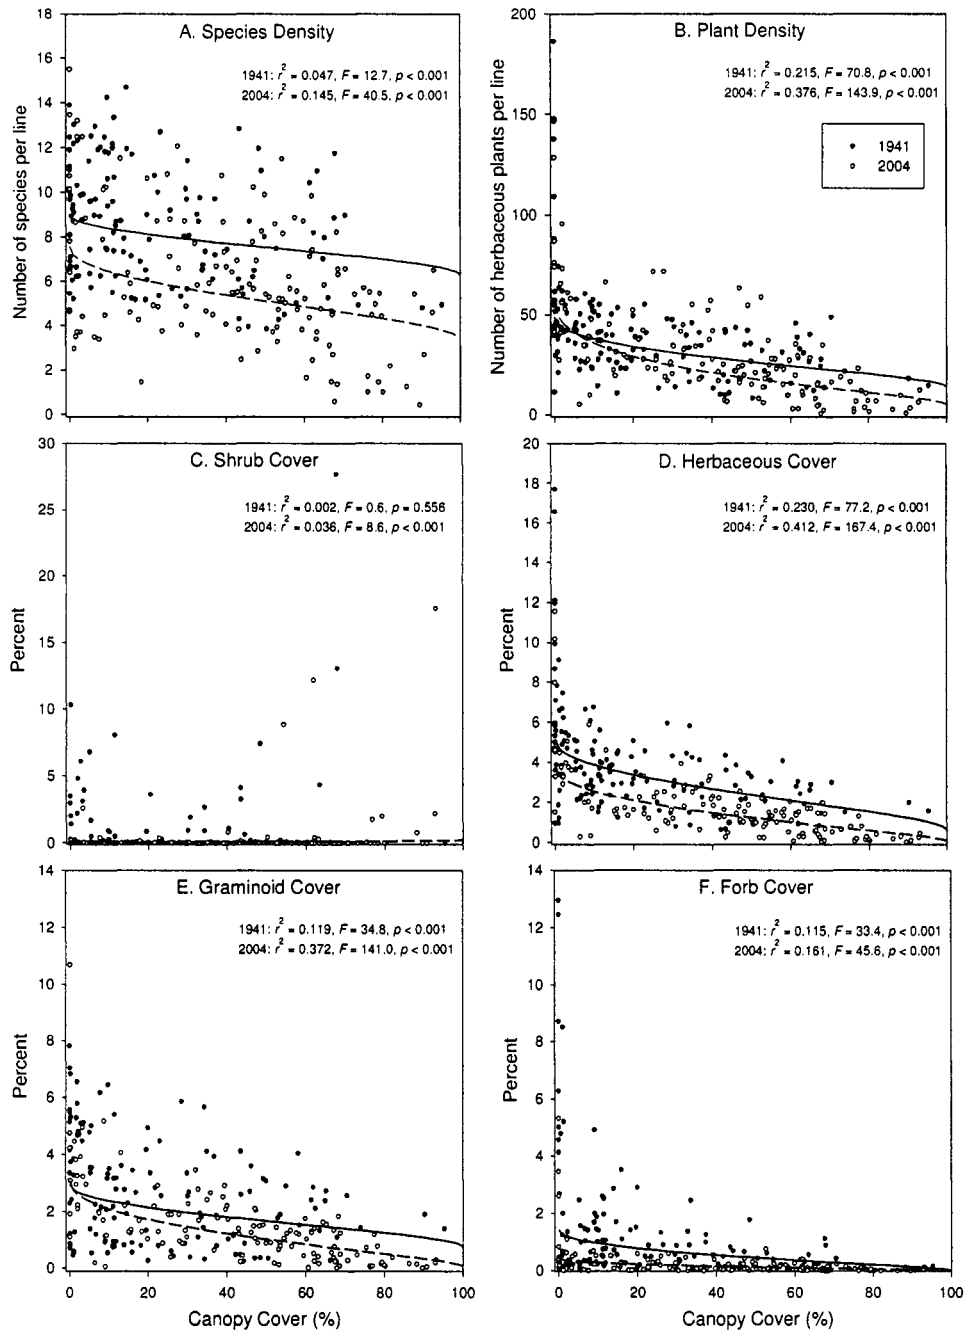 A. Species Density
1941: r² = 0.047, F = 12.7, p < 0.001
2004: r² = 0.145, F = 40.5, p < 0.001
Number of species per line
18
16
14
12
10
8
6
4
2
0
B. Plant Density
1941: r² = 0.215, F = 70.8, p < 0.001
2004: r² = 0.376, F = 143.9, p < 0.001
1941
2004
Number of herbaceous plants per line
200
150
100
50
0
C. Shrub Cover
1941: r² = 0.002, F = 0.6, p = 0.556
2004: r² = 0.036, F = 8.6, p < 0.001
Percent
30
25
20
15
10
5
0
D. Herbaceous Cover
1941: r² = 0.230, F = 77.2, p < 0.001
2004: r² = 0.412, F = 167.4, p < 0.001
Percent
20
18
16
14
12
10
8
6
4
2
0
E. Graminoid Cover
1941: r² = 0.119, F = 34.8, p < 0.001
2004: r² = 0.372, F = 141.0, p < 0.001
Percent
14
12
10
8
6
4
2
0
0 20 40 60 80 100
Canopy Cover (%)
F. Forb Cover
1941: r² = 0.115, F = 33.4, p < 0.001
2004: r² = 0.161, F = 45.6, p < 0.001
Percent
14
12
10
8
6
4
2
0
0 20 40 60 80 100
Canopy Cover (%)